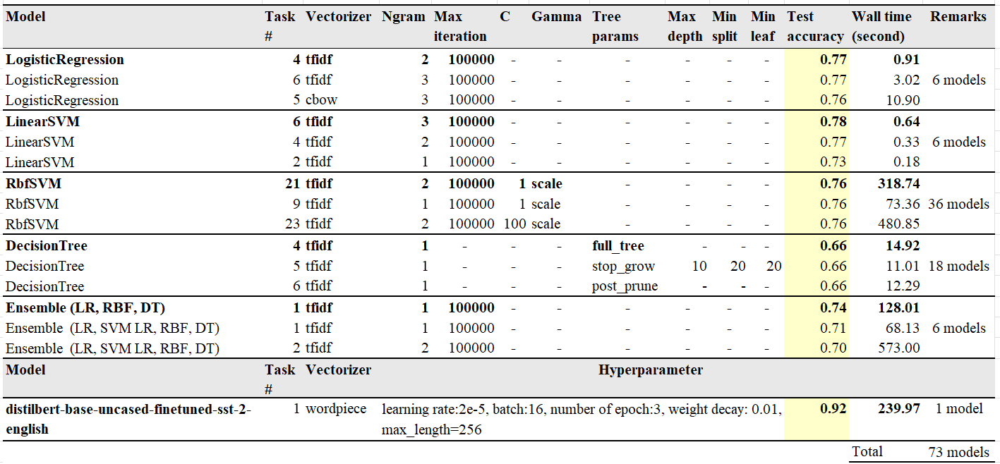 Model Task # Vectorizer Ngram Max iteration C Gamma Tree params Max depth Min split Min leaf Test accuracy Wall time (second) Remarks
LogisticRegression 4 tfidf 2 100000 - - - - - - 0.77 0.91
LogisticRegression 6 tfidf 3 100000 - - - - - - 0.77 3.02 6 models
LogisticRegression 5 cbow 3 100000 - - - - - - 0.76 10.90
LinearSVM 6 tfidf 3 100000 - - - - - - 0.78 0.64
LinearSVM 4 tfidf 2 100000 - - - - - - 0.77 0.33 6 models
LinearSVM 2 tfidf 1 100000 - - - - - - 0.73 0.18
RbfSVM 21 tfidf 2 100000 1 scale - - - - 0.76 318.74
RbfSVM 9 tfidf 1 100000 1 scale - - - - 0.76 73.36 36 models
RbfSVM 23 tfidf 2 100000 100 scale - - - - 0.76 480.85
DecisionTree 4 tfidf 1 - - - full_tree - - - 0.66 14.92
DecisionTree 5 tfidf 1 - - - stop_grow 10 20 20 0.66 11.01 18 models
DecisionTree 6 tfidf 1 - - - post_prune - - - 0.66 12.29
Ensemble (LR, RBF, DT) 1 tfidf 1 100000 - - - - - - 0.74 128.01
Ensemble (LR, SVM LR, RBF, DT) 1 tfidf 1 100000 - - - - - - 0.71 68.13 6 models
Ensemble (LR, SVM LR, RBF, DT) 2 tfidf 2 100000 - - - - - - 0.70 573.00
Model Task # Vectorizer Hyperparameter
distilbert-base-uncased-finetuned-sst-2-english 1 wordpiece learning rate:2e-5, batch:16, number of epoch:3, weight decay: 0.01, max_length=256 0.92 239.97 1 model
Total 73 models